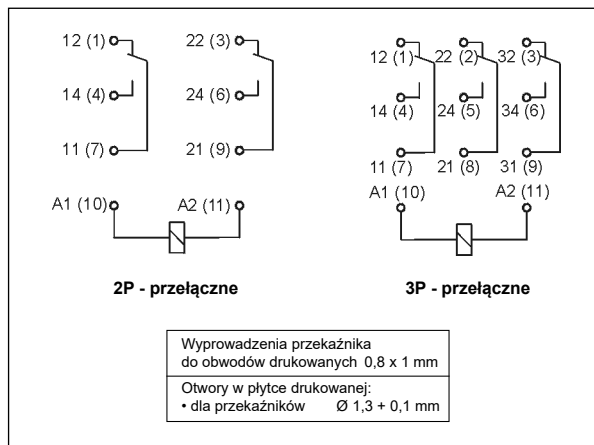 12 (1) 22 (3)
14 (4) 24 (6)
11 (7) 21 (9)
A1 (10) A2 (11)
2P - przełączne
12 (1) 22 (2) 32 (3)
14 (4) 24 (5) 34 (6)
11 (7) 21 (8) 31 (9)
A1 (10) A2 (11)
3P - przełączne
Wyprowadzenia przekaźnika
do obwodów drukowanych 0,8 x 1 mm
Otwory w płytce drukowanej:
• dla przekaźników Ø 1,3 + 0,1 mm